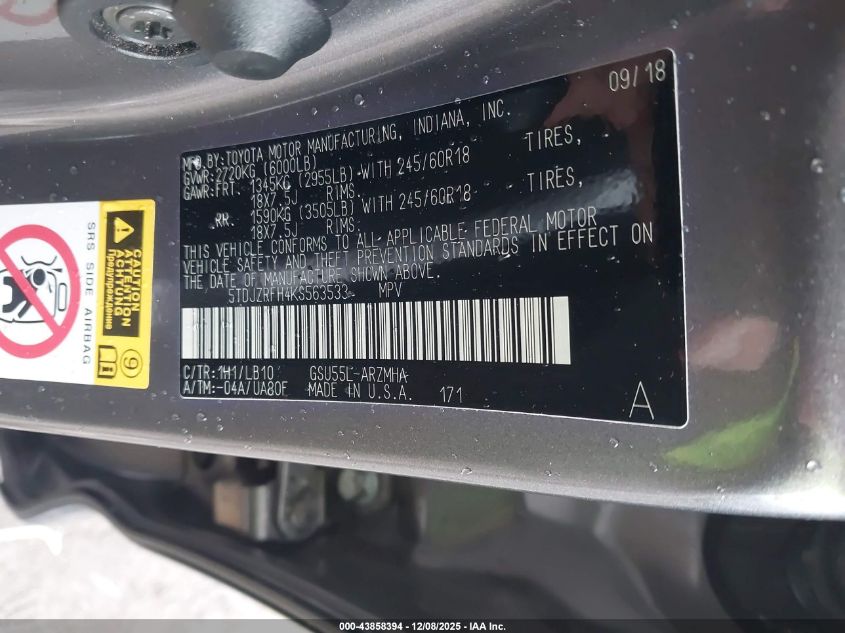 09/18
MFD.BY:TOYOTA MOTOR MANUFACTURING, INDIANA, INC.
GVWR:2720KG (6000LB)
GAWR:FRT. 1345KG (2955LB) WITH 245/60R18 TIRES,
18X7.5J RIMS.
RR. 1590KG (3505LB) WITH 245/60R18 TIRES,
18X7.5J RIMS.
THIS VEHICLE CONFORMS TO ALL APPLICABLE FEDERAL MOTOR
VEHICLE SAFETY AND THEFT PREVENTION STANDARDS IN EFFECT ON
THE DATE OF MANUFACTURE SHOWN ABOVE.
5TDJZRFH4KS563533 MPV
C/TR:1H1/LB10 GSU55L-ARZMHA
A/TM:-04A/UA80F MADE IN U.S.A. 171 A
SRS SIDE AIRBAG
CAUTION
ATTENTION
ACHTUNG
Предупреждение
9
000-43858394 | 12/08/2025 - IAA Inc.